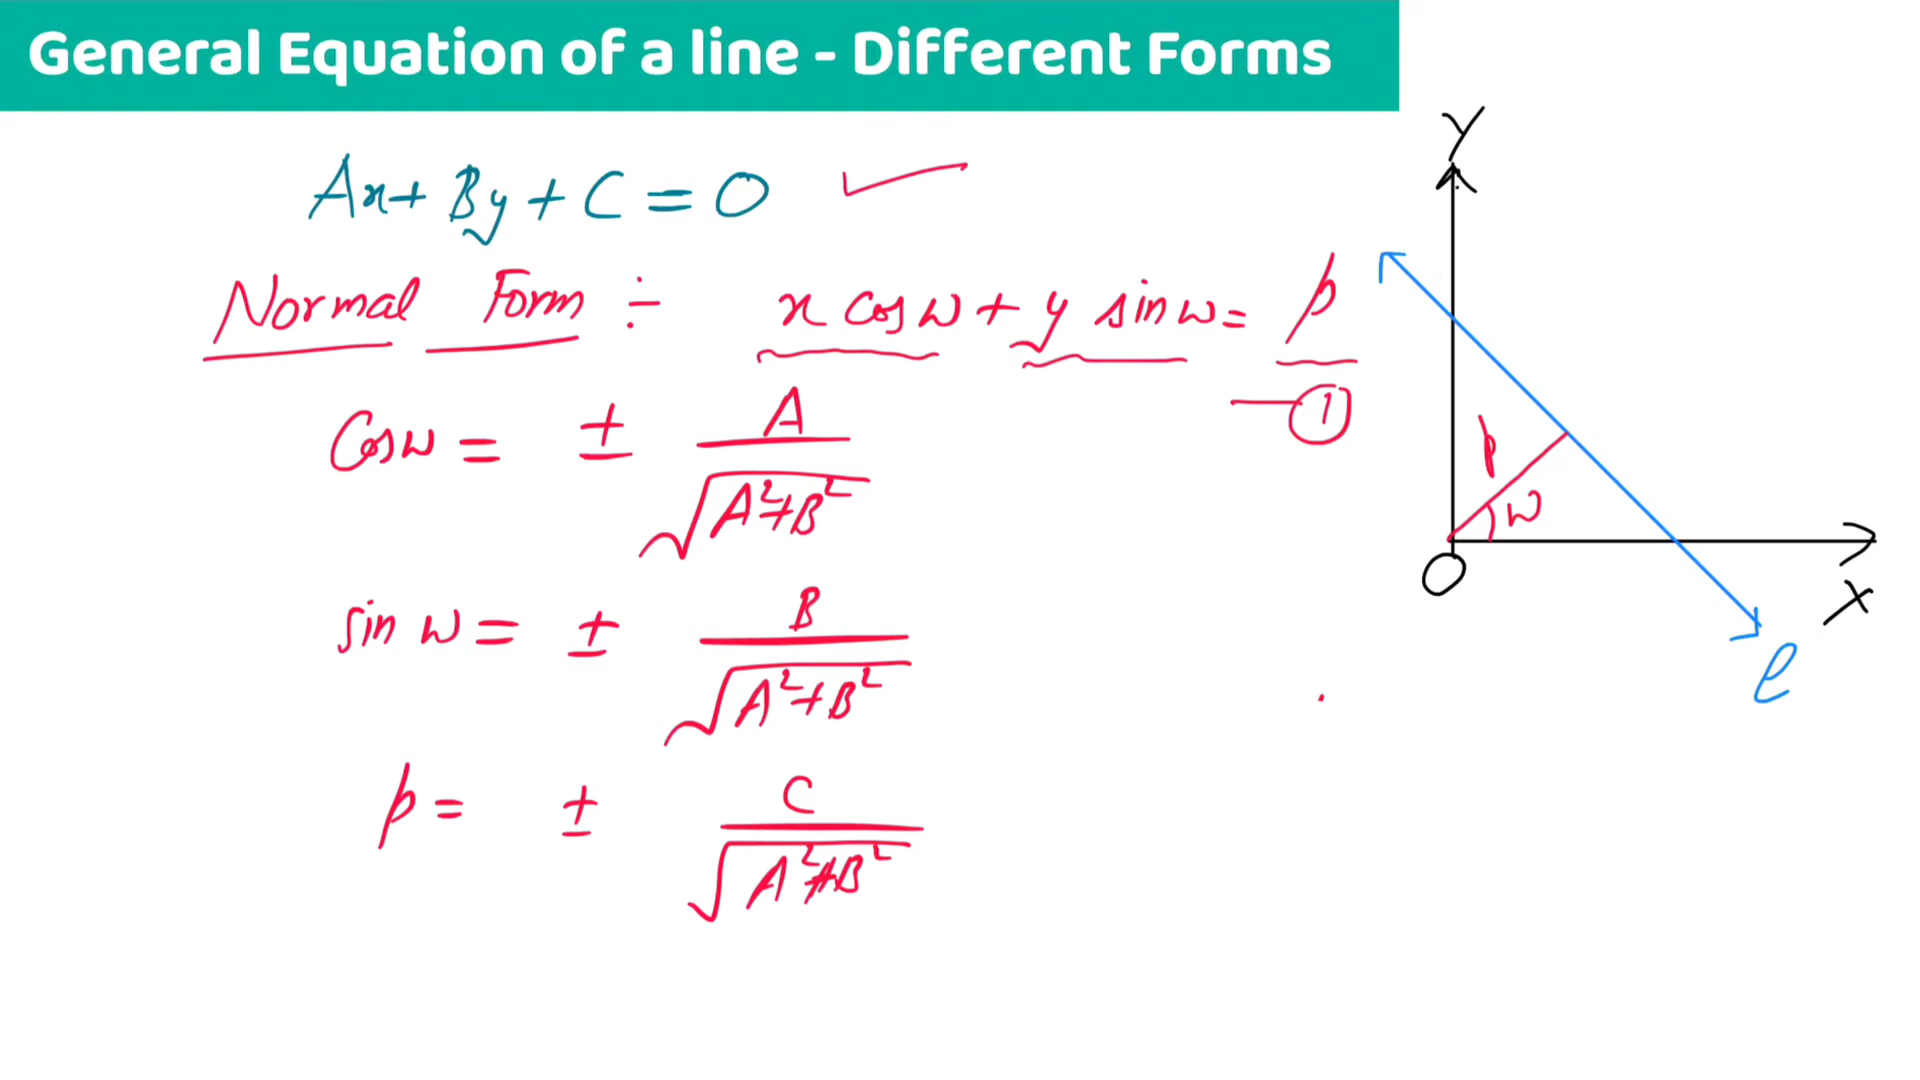 General Equation of a line - Different Forms
Ax + By + C = 0
Normal Form ÷ x cos ω + y sin ω = p
— ①
Cos ω = ± A / √(A² + B²)
sin ω = ± B / √(A² + B²)
p = ± C / √(A² + B²)
Y
p
ω
O
X
l